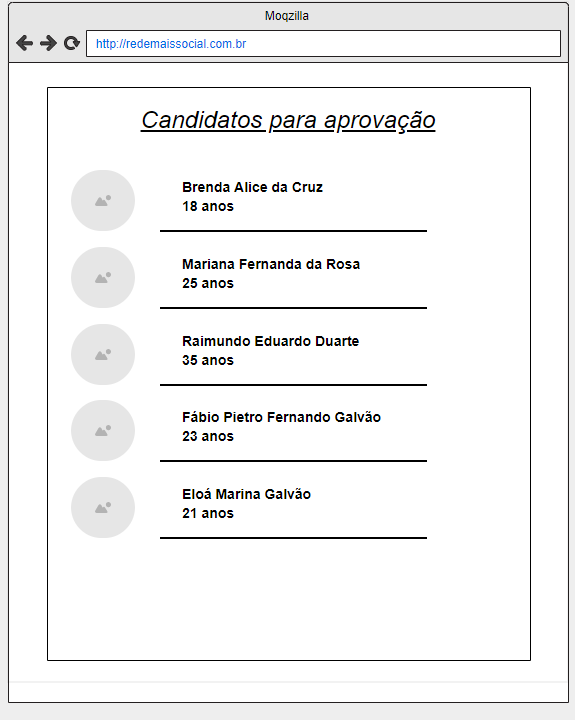 Moqzilla
http://redemaissocial.com.br
Candidatos para aprovação
Brenda Alice da Cruz
18 anos
Mariana Fernanda da Rosa
25 anos
Raimundo Eduardo Duarte
35 anos
Fábio Pietro Fernando Galvão
23 anos
Eloá Marina Galvão
21 anos